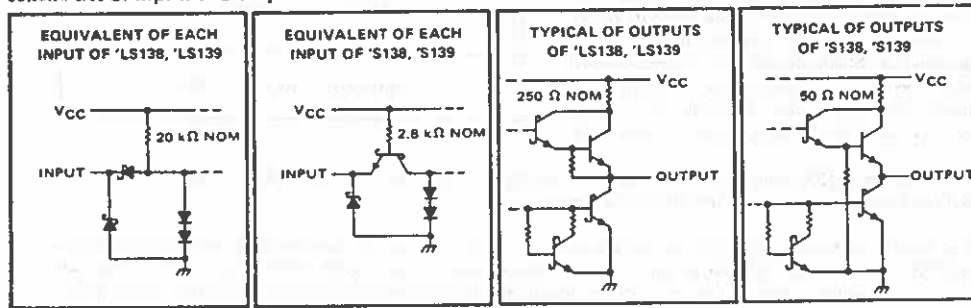 EQUIVALENT OF EACH
INPUT OF 'LS138, 'LS139
VCC
20 kΩ NOM
INPUT
EQUIVALENT OF EACH
INPUT OF 'S138, 'S139
VCC
2.8 kΩ NOM
INPUT
TYPICAL OF OUTPUTS
OF 'LS138, 'LS139
VCC
250 Ω NOM
OUTPUT
TYPICAL OF OUTPUTS
OF 'S138, 'S139
VCC
50 Ω NOM
OUTPUT